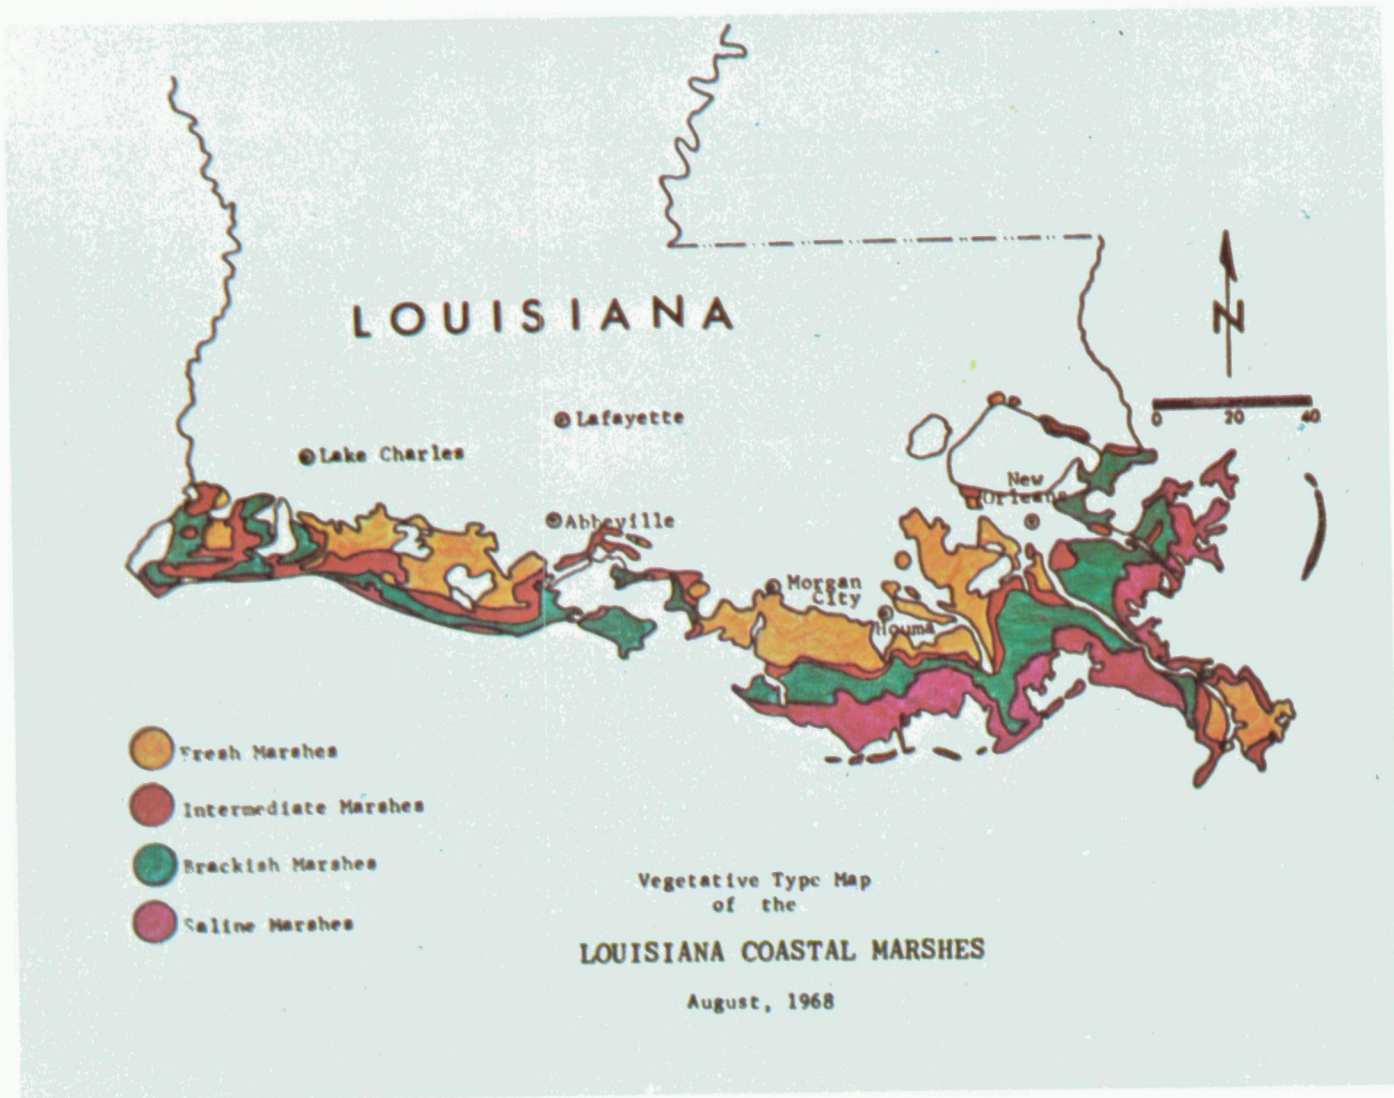 LOUISIANA
N
0 20 40
Lafayette
Lake Charles
New
Orleans
Abbeville
Morgan
City
Houma
Fresh Marshes
Intermediate Marshes
Brackish Marshes
Saline Marshes
Vegetative Type Map
of the
LOUISIANA COASTAL MARSHES
August, 1968